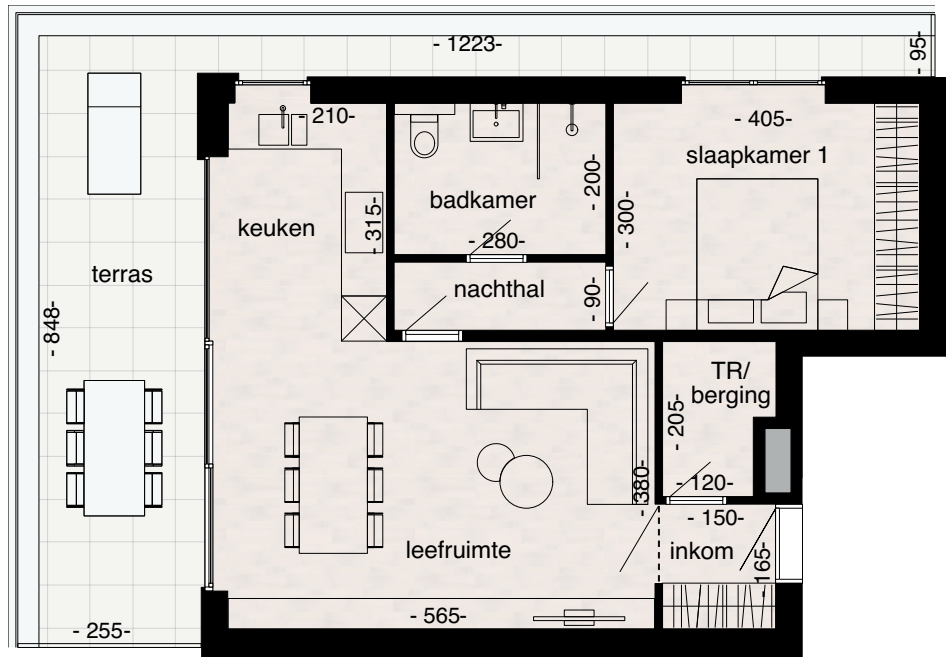 - 1223-
- 95-
210-
- 405-
slaapkamer 1
- 200-
badkamer
- 300-
- 315-
keuken
- 280-
terras
nachthal
- 90-
- 848-
TR/
berging
- 205-
- 380-
- 120-
- 150-
leefruimte
inkom
- 165-
- 565-
- 255-